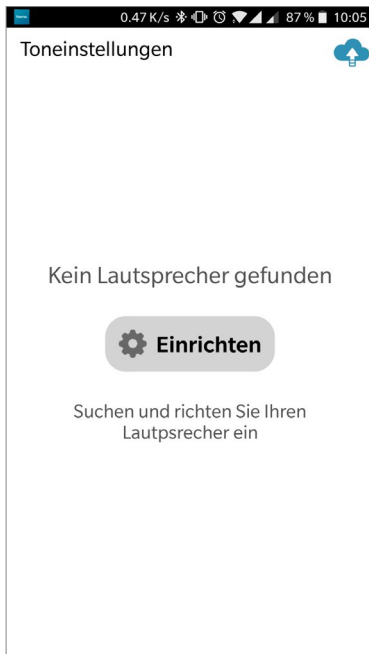 0.47 K/s 87 % 10:05
Toneinstellungen
Kein Lautsprecher gefunden
Einrichten
Suchen und richten Sie Ihren
Lautpsrecher ein